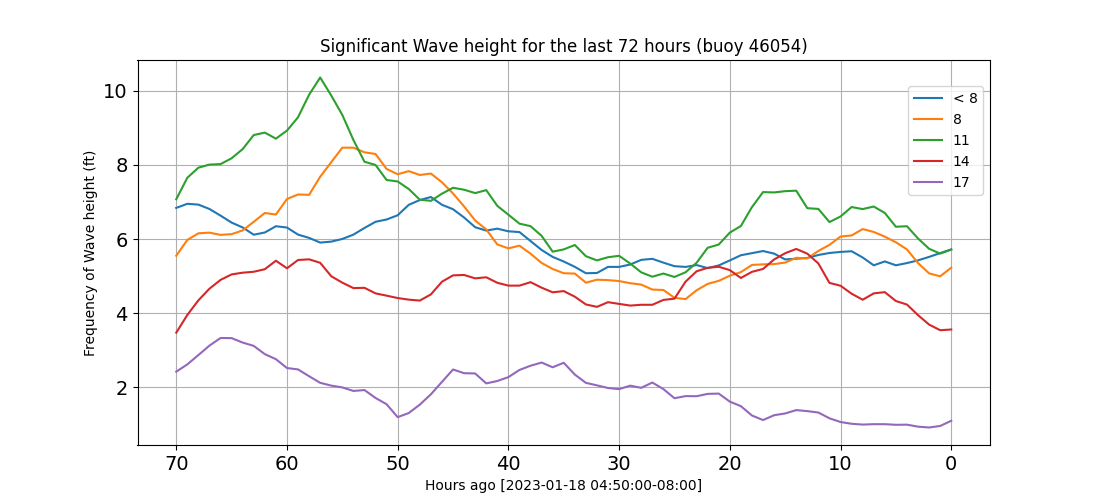 Significant Wave height for the last 72 hours (buoy 46054)
Frequency of Wave height (ft)
10
8
6
4
2
< 8
8
11
14
17
70 60 50 40 30 20 10 0
Hours ago [2023-01-18 04:50:00-08:00]